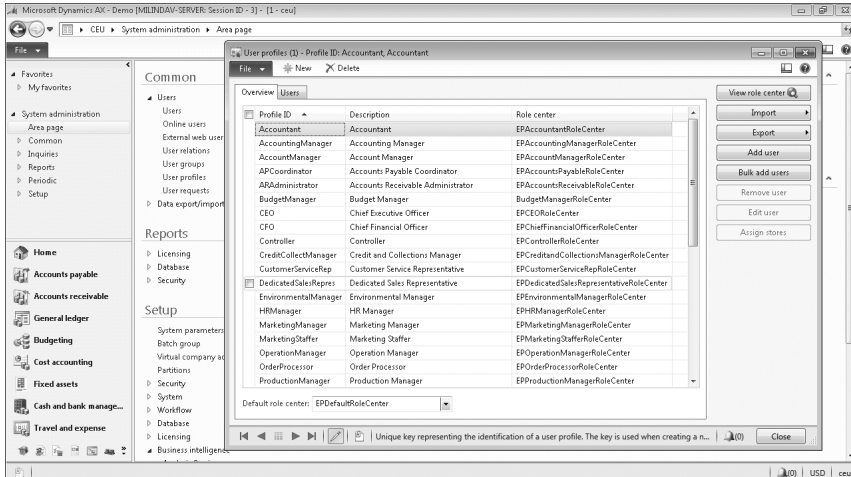 Microsoft Dynamics AX - Demo [MILINDAV-SERVER: Session ID - 3] - [1 - ceu]
CEU ▸ System administration ▸ Area page
File
Favorites
My favorites
System administration
Area page
Common
Inquiries
Reports
Periodic
Setup
Home
Accounts payable
Accounts receivable
General ledger
Budgeting
Cost accounting
Fixed assets
Cash and bank manage...
Travel and expense
Common
Users
Users
Online users
External web user
User relations
User groups
User profiles
User requests
Data export/import
Reports
Licensing
Database
Security
Setup
System parameters
Batch group
Virtual company ac
Partitions
Security
System
Workflow
Database
Licensing
Business intelligence
User profiles (1) - Profile ID: Accountant, Accountant
File New Delete
Overview Users
Profile ID Description Role center
Accountant Accountant EPAccountantRoleCenter
AccountingManager Accounting Manager EPAccountingManagerRoleCenter
AccountManager Account Manager EPAccountManagerRoleCenter
APCoordinator Accounts Payable Coordinator EPAccountsPayableRoleCenter
ARAdministrator Accounts Receivable Administrator EPAccountsReceivableRoleCenter
BudgetManager Budget Manager EPBudgetManagerRoleCenter
CEO Chief Executive Officer EPCEORoleCenter
CFO Chief Financial Officer EPChiefFinancialOfficerRoleCenter
Controller Controller EPControllerRoleCenter
CreditCollectManager Credit and Collections Manager EPCreditandCollectionsManagerRoleCenter
CustomerServiceRep Customer Service Representative EPCustomerServiceRepRoleCenter
DedicatedSalesRepres Dedicated Sales Representative EPDedicatedSalesRepresentativeRoleCenter
EnvironmentalManager Environmental Manager EPEnvironmentalManagerRoleCenter
HRManager HR Manager EPHRManagerRoleCenter
MarketingManager Marketing Manager EPMarketingManagerRoleCenter
MarketingStaffer Marketing Staffer EPMarketingStafferRoleCenter
OperationManager Operation Manager EPOperationManagerRoleCenter
OrderProcessor Order Processor EPOrderProcessorRoleCenter
ProductionManager Production Manager EPProductionManagerRoleCenter
Default role center: EPDefaultRoleCenter
View role center
Import
Export
Add user
Bulk add users
Remove user
Edit user
Assign stores
Unique key representing the identification of a user profile. The key is used when creating a n...
(0)
Close
(0) USD ceu